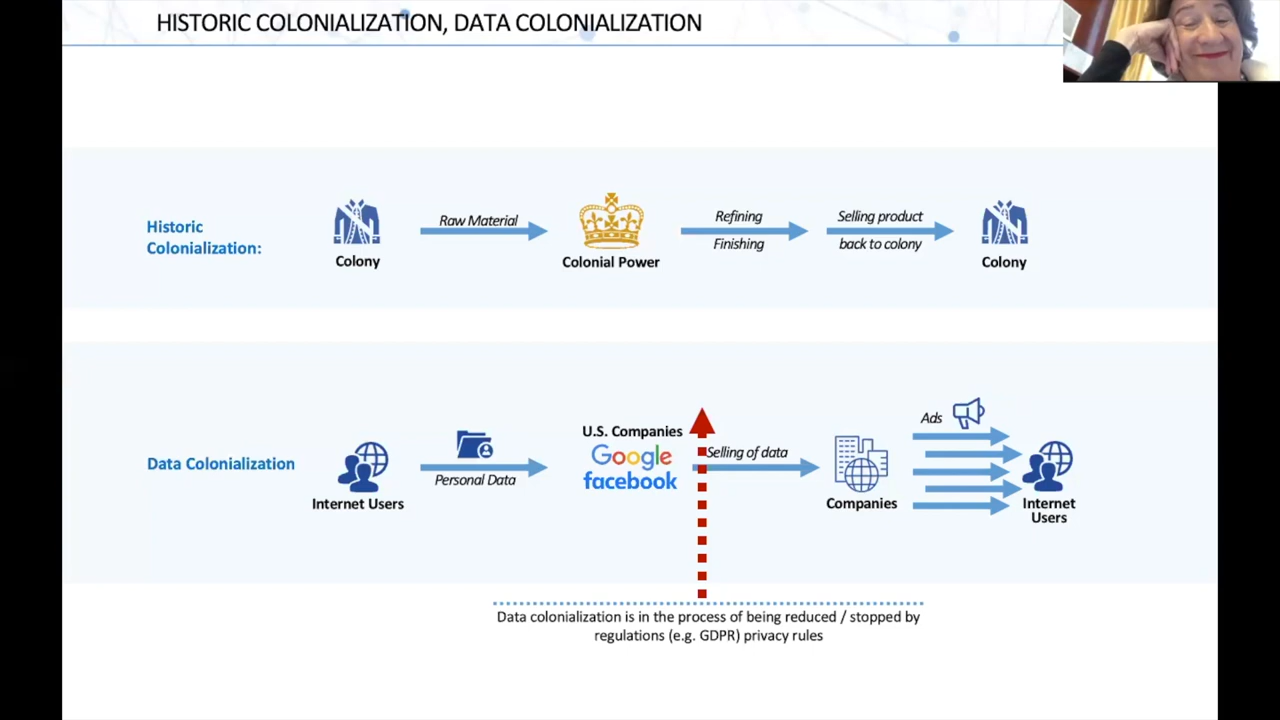 HISTORIC COLONIALIZATION, DATA COLONIALIZATION
Historic
Colonialization:
Colony
Raw Material
Colonial Power
Refining
Finishing
Selling product
back to colony
Colony
Data Colonialization
Internet Users
Personal Data
U.S. Companies
Google
facebook
Selling of data
Companies
Ads
Internet
Users
Data colonialization is in the process of being reduced / stopped by
regulations (e.g. GDPR) privacy rules